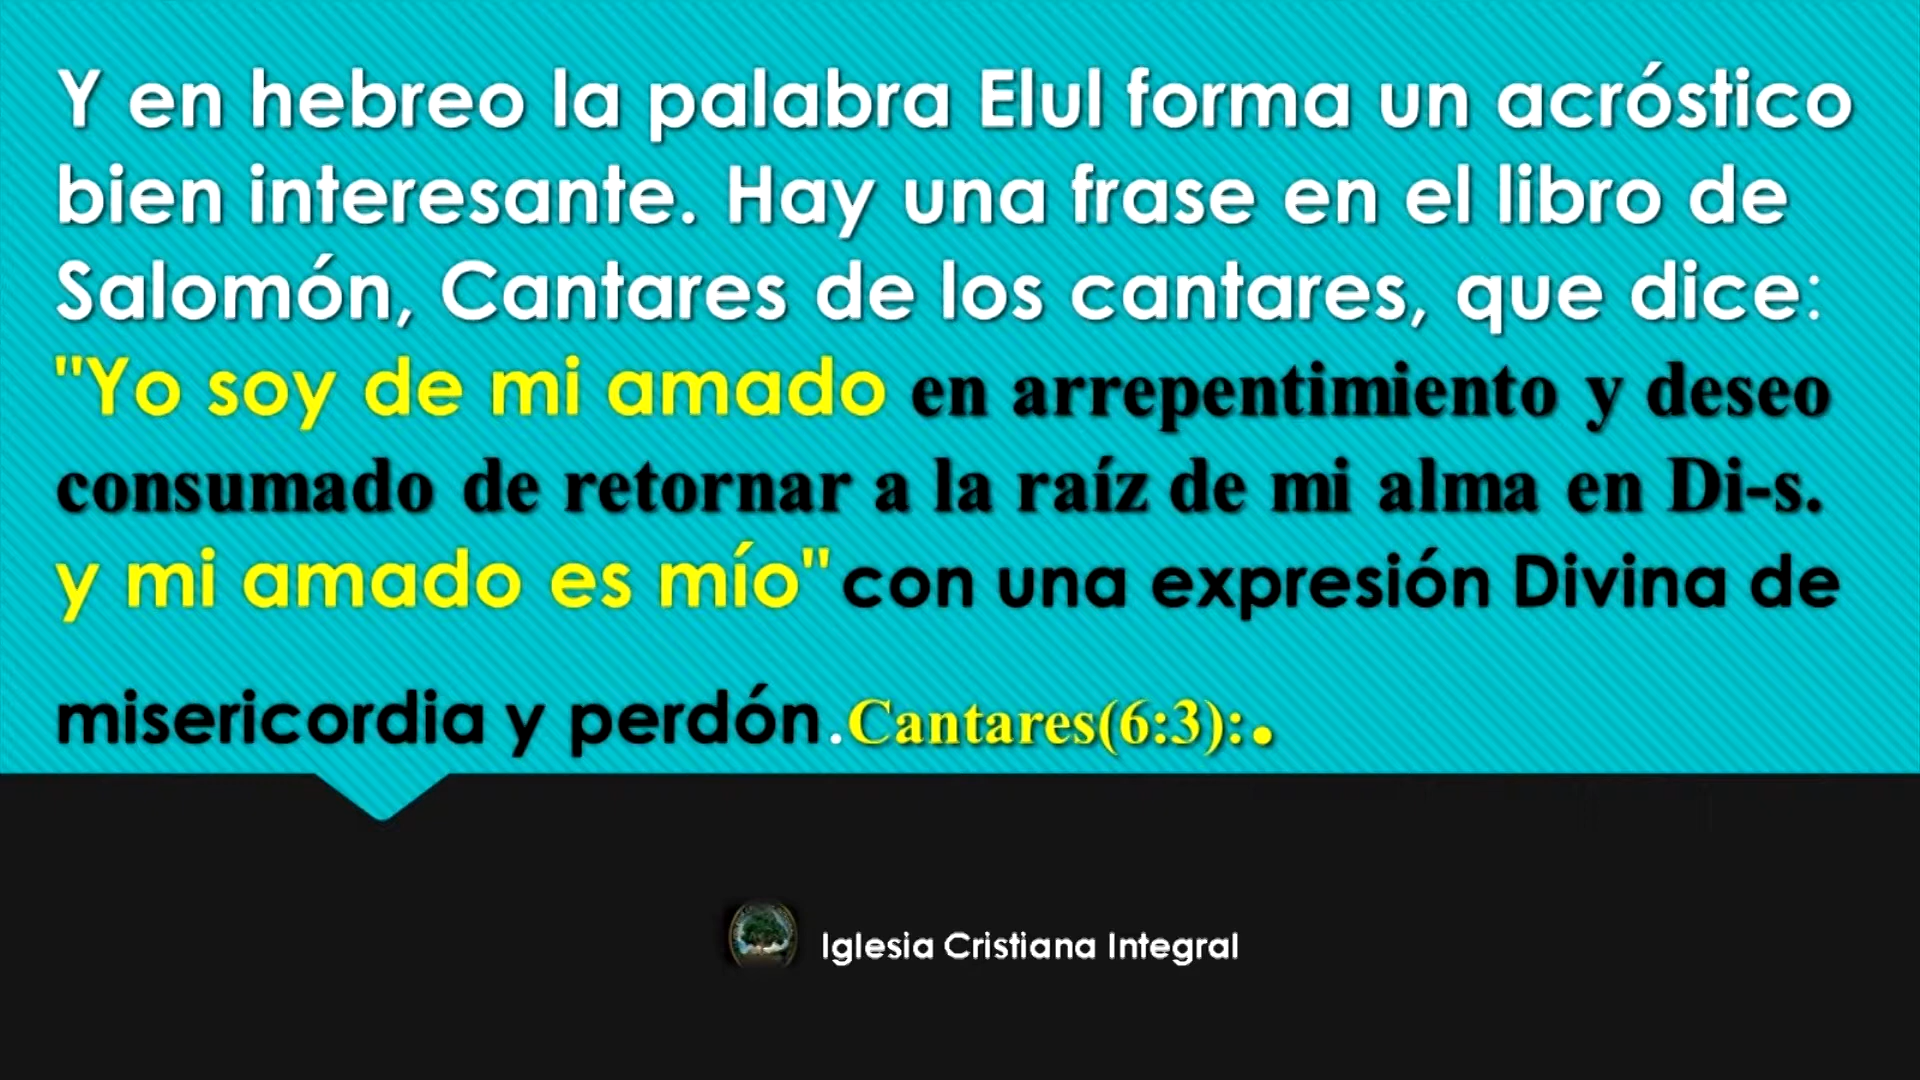 Y en hebreo la palabra Elul forma un acróstico
bien interesante. Hay una frase en el libro de
Salomón, Cantares de los cantares, que dice:
"Yo soy de mi amado en arrepentimiento y deseo
consumado de retornar a la raíz de mi alma en Di-s.
y mi amado es mío" con una expresión Divina de
misericordia y perdón.Cantares(6:3):.
Iglesia Cristiana Integral